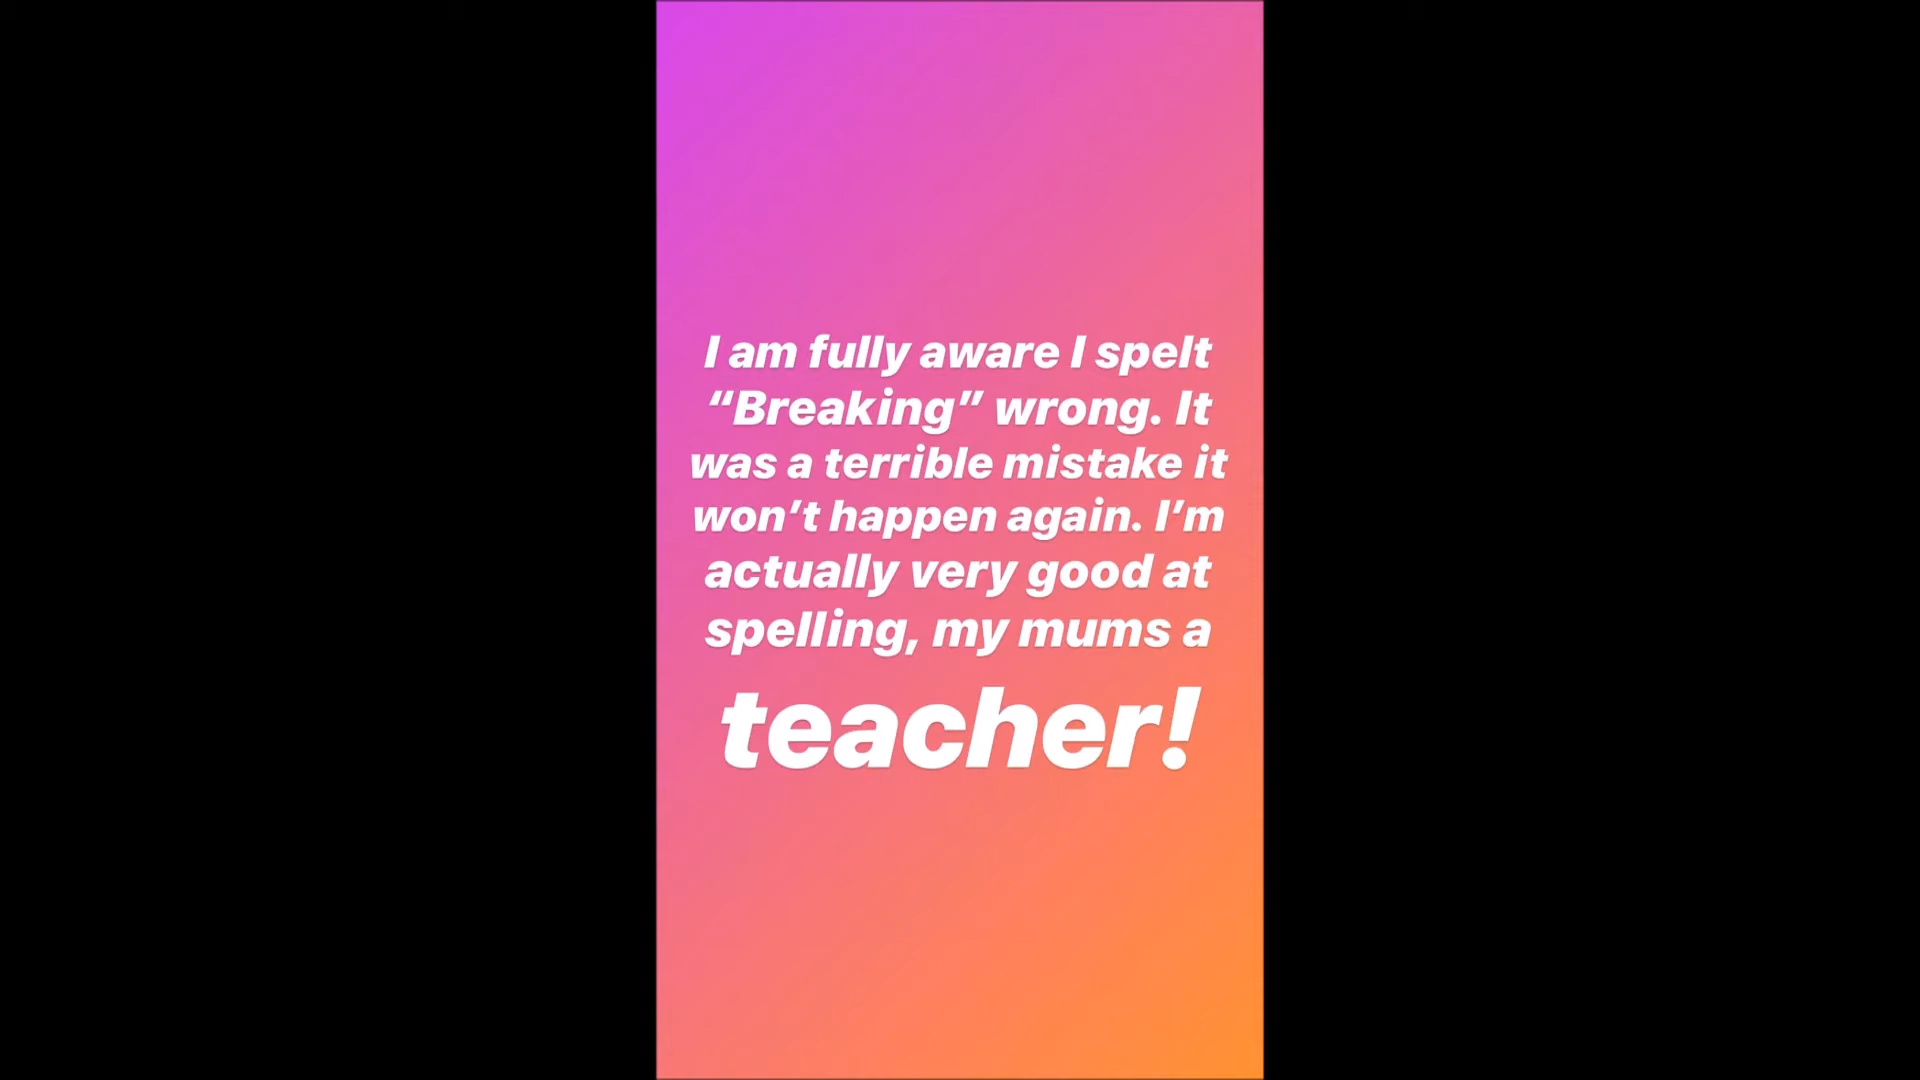 I am fully aware I spelt
“Breaking” wrong. It
was a terrible mistake it
won’t happen again. I’m
actually very good at
spelling, my mums a
teacher!